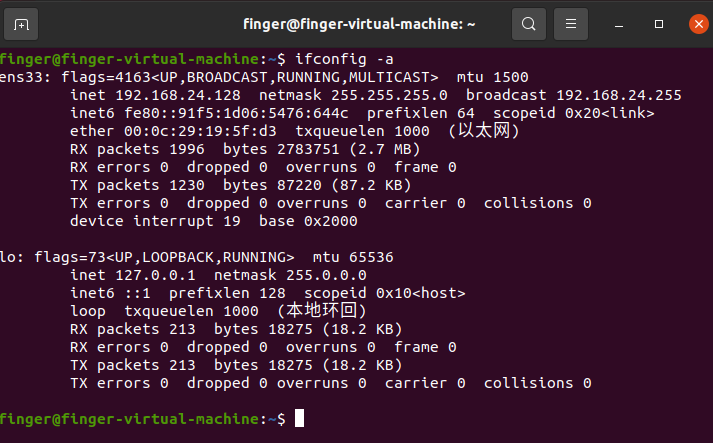 finger@finger-virtual-machine: ~
finger@finger-virtual-machine:~$ ifconfig -a
ens33: flags=4163<UP,BROADCAST,RUNNING,MULTICAST>  mtu 1500
        inet 192.168.24.128  netmask 255.255.255.0  broadcast 192.168.24.255
        inet6 fe80::91f5:1d06:5476:644c  prefixlen 64  scopeid 0x20<link>
        ether 00:0c:29:19:5f:d3  txqueuelen 1000  (以太网)
        RX packets 1996  bytes 2783751 (2.7 MB)
        RX errors 0  dropped 0  overruns 0  frame 0
        TX packets 1230  bytes 87220 (87.2 KB)
        TX errors 0  dropped 0 overruns 0  carrier 0  collisions 0
        device interrupt 19  base 0x2000
lo: flags=73<UP,LOOPBACK,RUNNING>  mtu 65536
        inet 127.0.0.1  netmask 255.0.0.0
        inet6 ::1  prefixlen 128  scopeid 0x10<host>
        loop  txqueuelen 1000  (本地环回)
        RX packets 213  bytes 18275 (18.2 KB)
        RX errors 0  dropped 0  overruns 0  frame 0
        TX packets 213  bytes 18275 (18.2 KB)
        TX errors 0  dropped 0 overruns 0  carrier 0  collisions 0
finger@finger-virtual-machine:~$